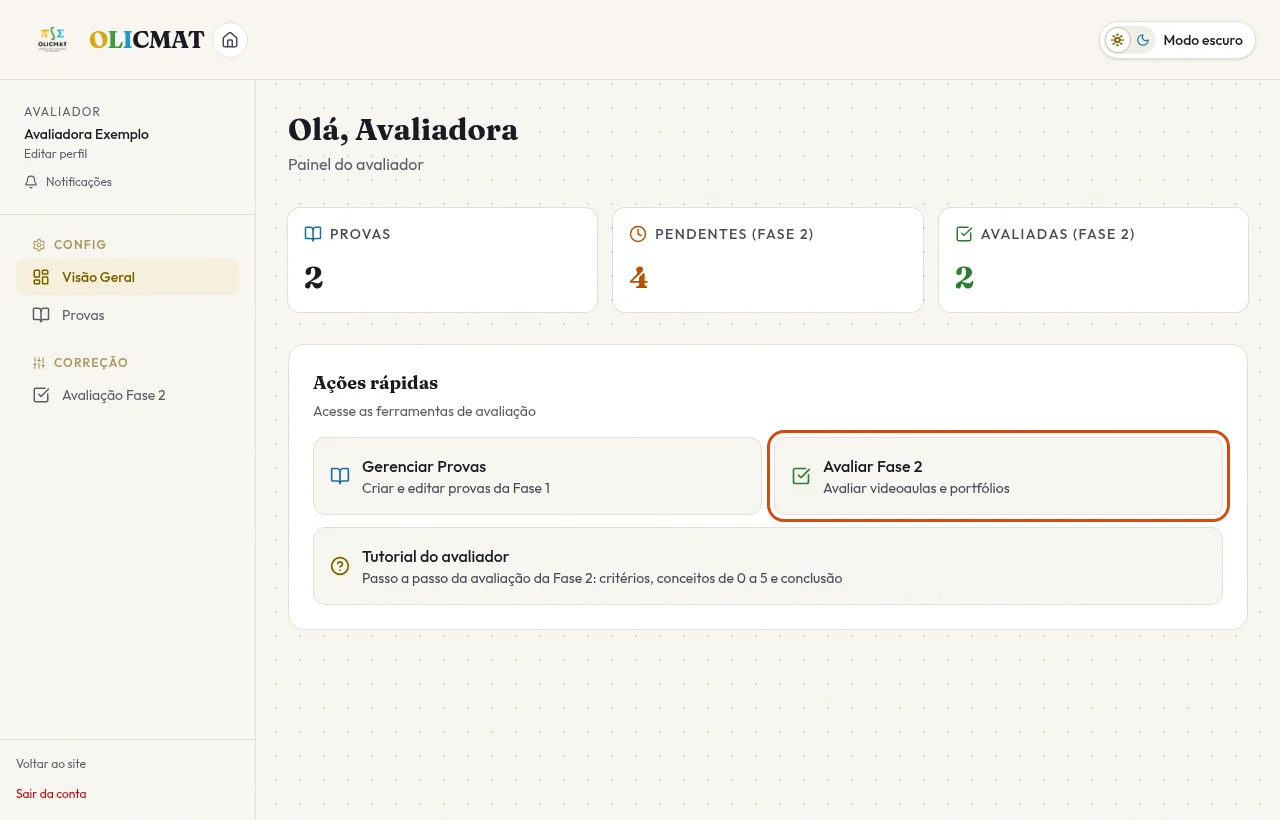 πSΣ
OLICMAT
OLICMAT
Modo escuro
AVALIADOR
Avaliadora Exemplo
Editar perfil
Notificações
CONFIG
Visão Geral
Provas
CORREÇÃO
Avaliação Fase 2
Voltar ao site
Sair da conta
Olá, Avaliadora
Painel do avaliador
PROVAS
2
PENDENTES (FASE 2)
4
AVALIADAS (FASE 2)
2
Ações rápidas
Acesse as ferramentas de avaliação
Gerenciar Provas
Criar e editar provas da Fase 1
Avaliar Fase 2
Avaliar videoaulas e portfólios
Tutorial do avaliador
Passo a passo da avaliação da Fase 2: critérios, conceitos de 0 a 5 e conclusão